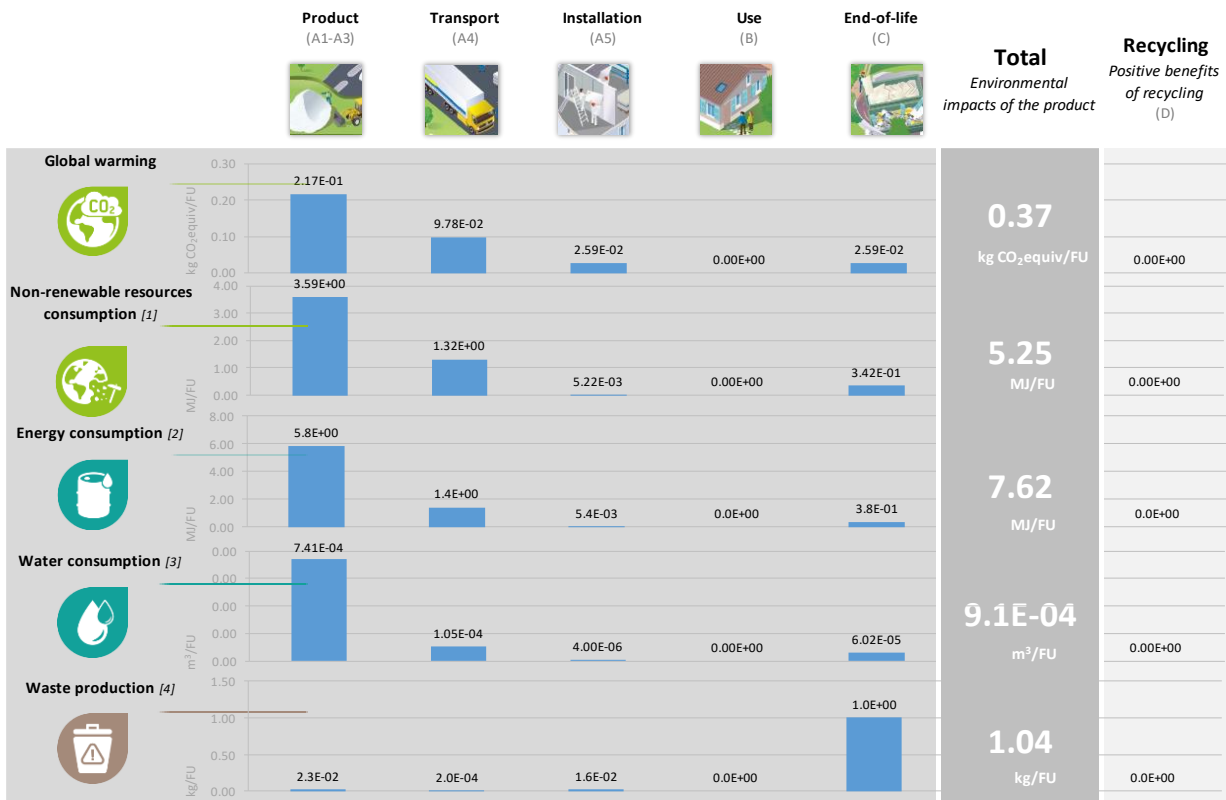 Product
(A1-A3)
Transport
(A4)
Installation
(A5)
Use
(B)
End-of-life
(C)
Total
Environmental
impacts of the product
Recycling
Positive benefits
of recycling
(D)
Global warming
CO₂
kg CO₂equiv/FU
0.30
0.20
0.10
0.00
2.17E-01
9.78E-02
2.59E-02
0.00E+00
2.59E-02
0.37
kg CO₂equiv/FU
0.00E+00
Non-renewable resources
consumption [1]
MJ/FU
4.00
3.00
2.00
1.00
0.00
3.59E+00
1.32E+00
5.22E-03
0.00E+00
3.42E-01
5.25
MJ/FU
0.00E+00
Energy consumption [2]
MJ/FU
8.00
6.00
4.00
2.00
0.00
5.8E+00
1.4E+00
5.4E-03
0.0E+00
3.8E-01
7.62
MJ/FU
0.0E+00
Water consumption [3]
m³/FU
0.00
0.00
0.00
0.00
0.00
7.41E-04
1.05E-04
4.00E-06
0.00E+00
6.02E-05
9.1E-04
m³/FU
0.00E+00
Waste production [4]
kg/FU
1.50
1.00
0.50
0.00
2.3E-02
2.0E-04
1.6E-02
0.0E+00
1.0E+00
1.04
kg/FU
0.0E+00